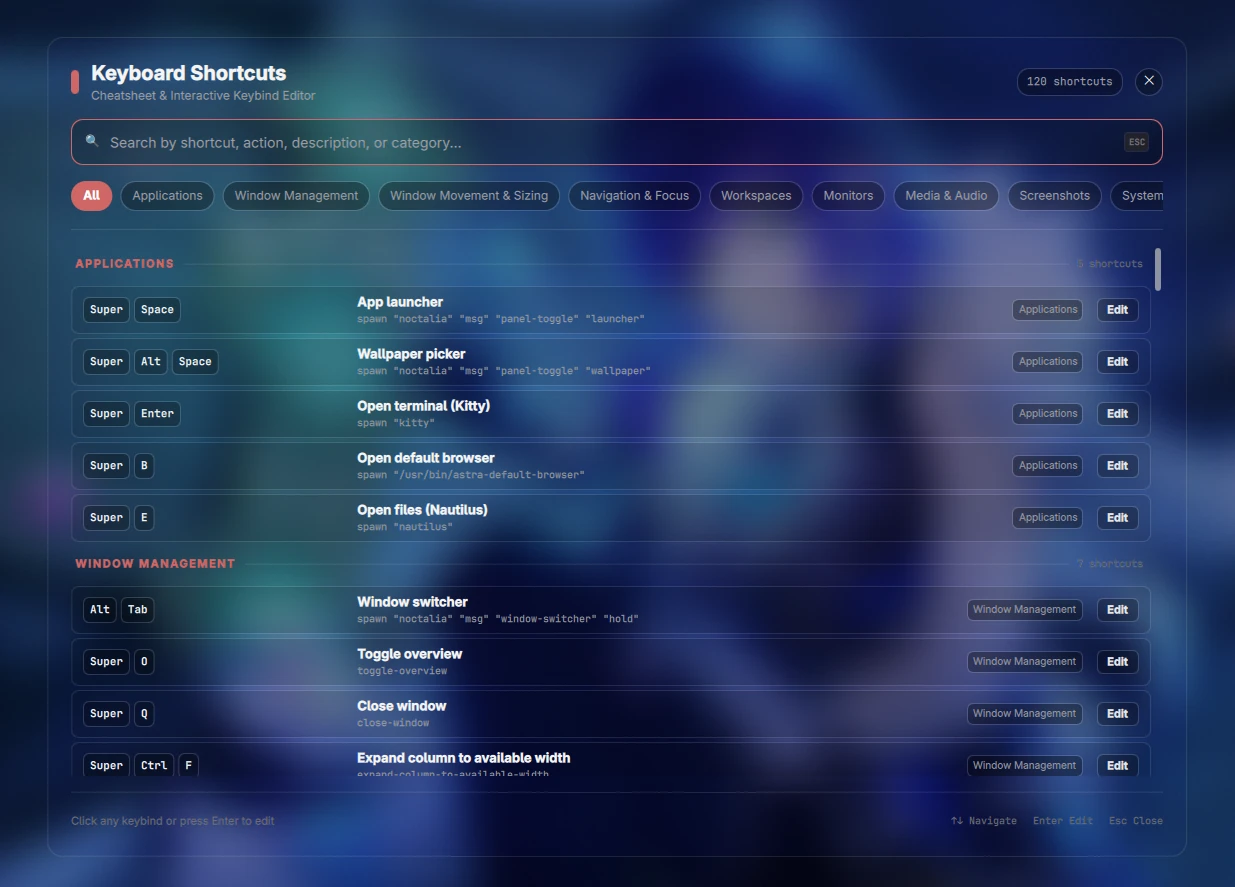 Keyboard Shortcuts
Cheatsheet & Interactive Keybind Editor
120 shortcuts
Search by shortcut, action, description, or category...
ESC
All Applications Window Management Window Movement & Sizing Navigation & Focus Workspaces Monitors Media & Audio Screenshots System
APPLICATIONS 5 shortcuts
Super Space App launcher Applications Edit
spawn "noctalia" "msg" "panel-toggle" "launcher"
Super Alt Space Wallpaper picker Applications Edit
spawn "noctalia" "msg" "panel-toggle" "wallpaper"
Super Enter Open terminal (Kitty) Applications Edit
spawn "kitty"
Super B Open default browser Applications Edit
spawn "/usr/bin/astra-default-browser"
Super E Open files (Nautilus) Applications Edit
spawn "nautilus"
WINDOW MANAGEMENT 7 shortcuts
Alt Tab Window switcher Window Management Edit
spawn "noctalia" "msg" "window-switcher" "hold"
Super O Toggle overview Window Management Edit
toggle-overview
Super Q Close window Window Management Edit
close-window
Super Ctrl F Expand column to available width Window Management Edit
expand-column-to-available-width
Click any keybind or press Enter to edit ↑↓ Navigate Enter Edit Esc Close